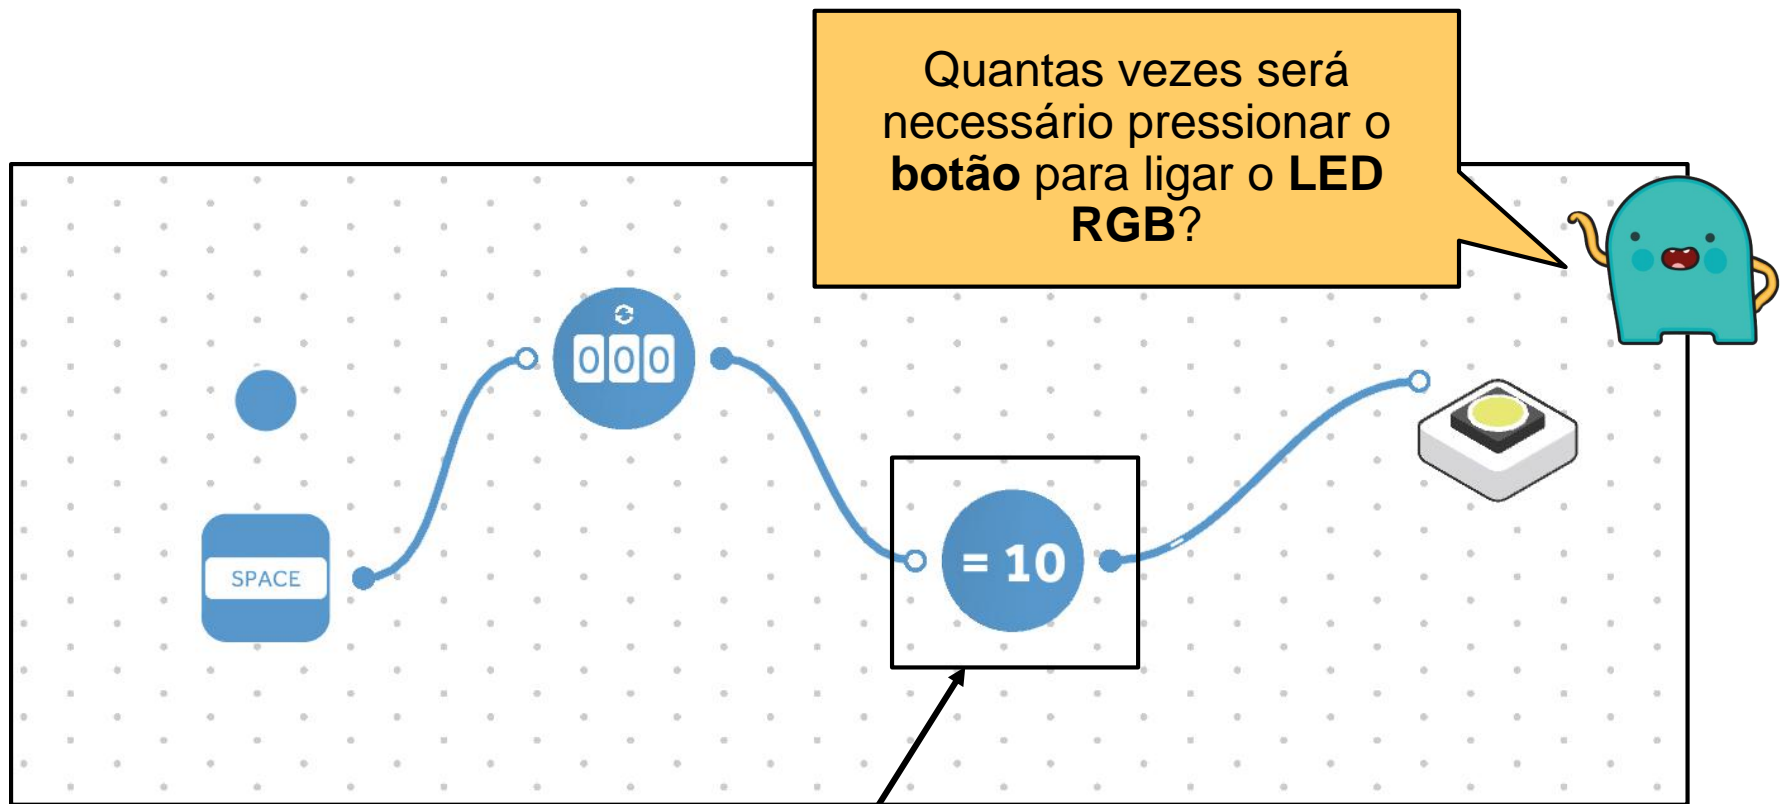 Quantas vezes será
necessário pressionar o
botão para ligar o LED
RGB?
000
SPACE
= 10